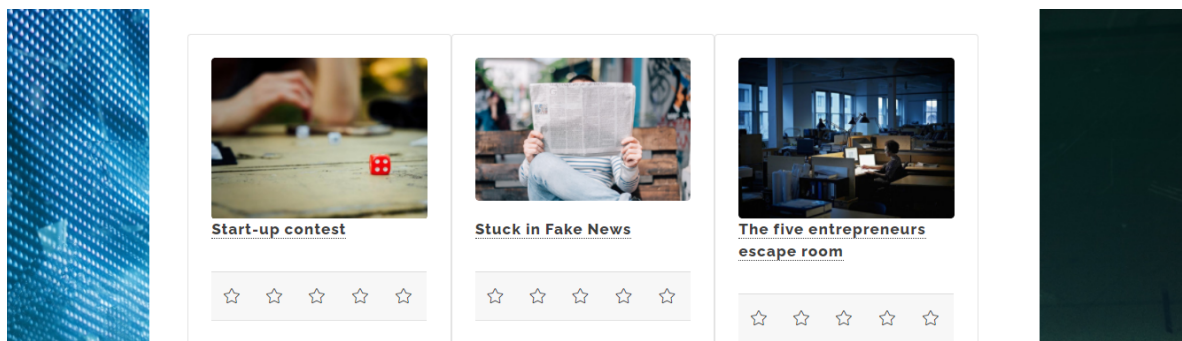 Start-up contest
Stuck in Fake News
The five entrepreneurs
escape room